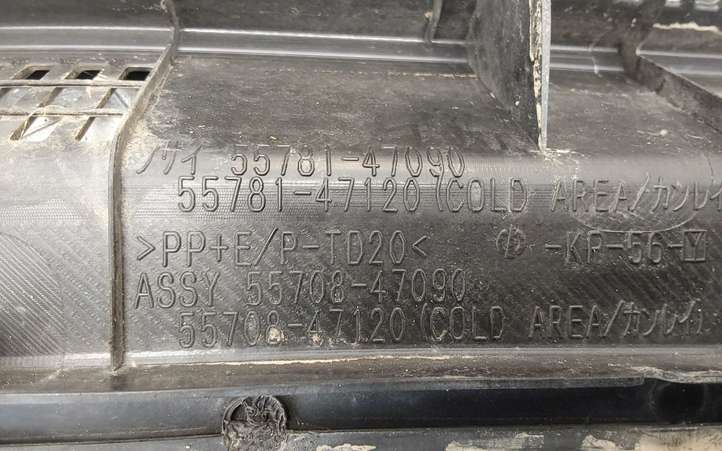 ﾉｻｲ 55781-47090
55781-47120(COLD AREA/ｶﾝﾚｲ
>PP+E/P-TD20< -KR-56-Y
ASSY 55708-47090
55708-47120(COLD AREA/ｶﾝﾚｲ)